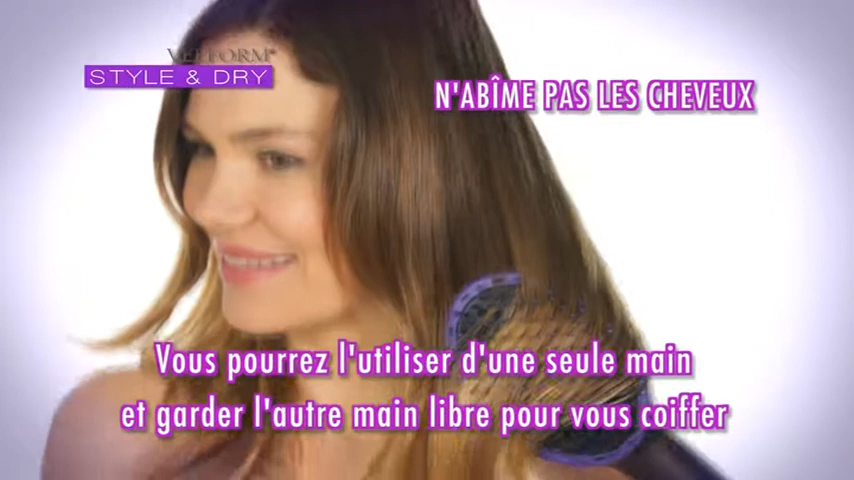 VELFORM®
STYLE & DRY
N'ABÎME PAS LES CHEVEUX
Vous pourrez l'utiliser d'une seule main
et garder l'autre main libre pour vous coiffer